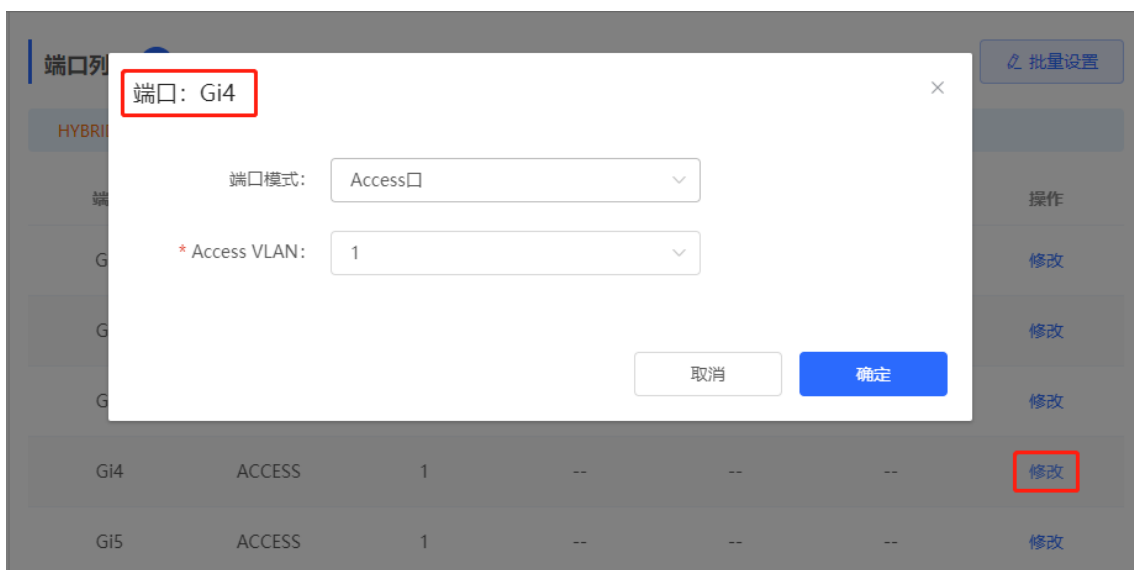 端口列
批量设置
端口：Gi4
HYBRI
端口模式：
Access口
端
操作
* Access VLAN：
1
G
修改
G
修改
取消
确定
G
修改
Gi4 ACCESS 1 -- -- -- 修改
Gi5 ACCESS 1 -- -- -- 修改